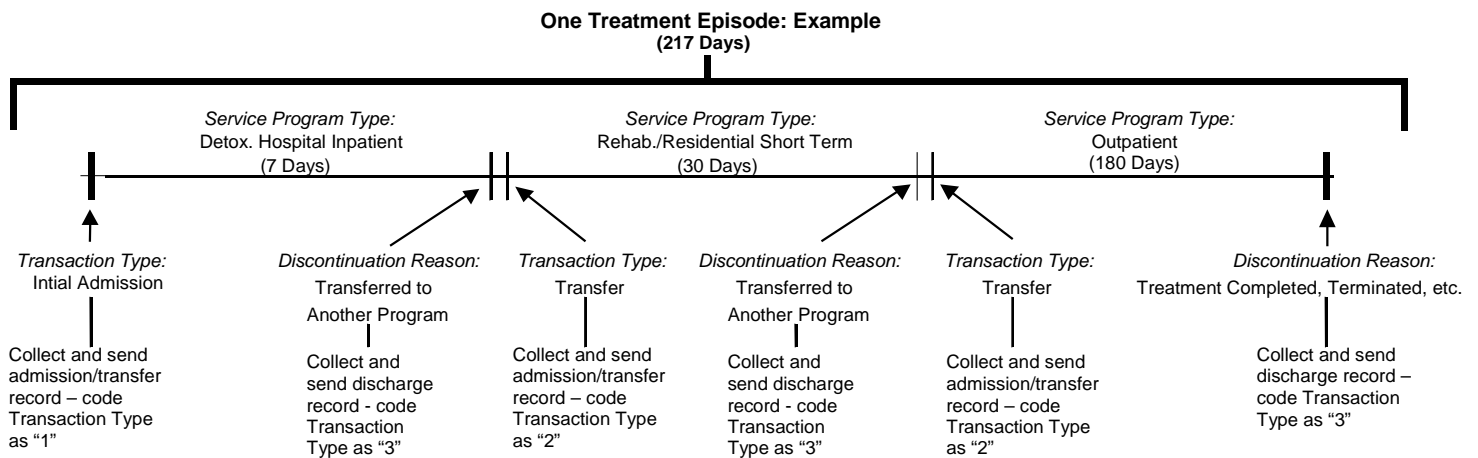 One Treatment Episode: Example
(217 Days)
Service Program Type:
Detox. Hospital Inpatient
(7 Days)
Service Program Type:
Rehab./Residential Short Term
(30 Days)
Service Program Type:
Outpatient
(180 Days)
Transaction Type:
Intial Admission
Collect and send
admission/transfer
record – code
Transaction Type
as “1”
Discontinuation Reason:
Transferred to
Another Program
Collect and
send discharge
record - code
Transaction
Type as “3”
Transaction Type:
Transfer
Collect and send
admission/transfer
record – code
Transaction Type
as “2”
Discontinuation Reason:
Transferred to
Another Program
Collect and
send discharge
record - code
Transaction
Type as “3”
Transaction Type:
Transfer
Collect and send
admission/transfer
record – code
Transaction Type
as “2”
Discontinuation Reason:
Treatment Completed, Terminated, etc.
Collect and send
discharge record –
code Transaction
Type as “3”